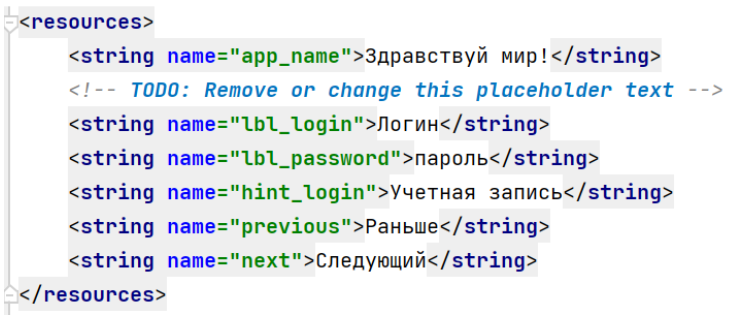 <resources>
<string name="app_name">Здравствуй мир!</string>
<!-- TODO: Remove or change this placeholder text -->
<string name="lbl_login">Логин</string>
<string name="lbl_password">пароль</string>
<string name="hint_login">Учетная запись</string>
<string name="previous">Раньше</string>
<string name="next">Следующий</string>
</resources>